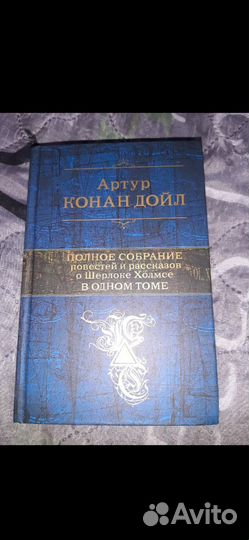 Артур
КОНАН ДОЙЛ
ПОЛНОЕ СОБРАНИЕ
повестей и рассказов
о Шерлоке Холмсе
В ОДНОМ ТОМЕ
Avito